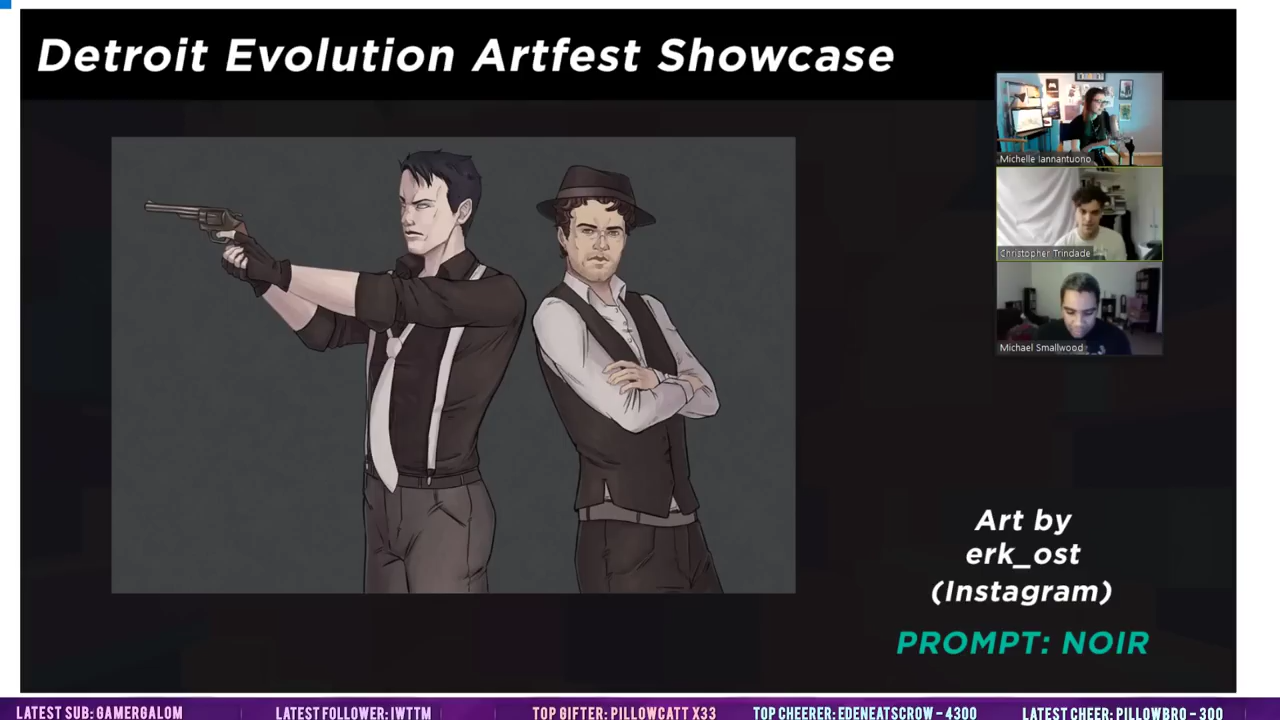 Detroit Evolution Artfest Showcase
Michelle Iannantuono
Christopher Trindade
Michael Smallwood
Art by
erk_ost
(Instagram)
PROMPT: NOIR
LATEST SUB: GAMERGALOM
LATEST FOLLOWER: IWTTM
TOP GIFTER: PILLOWCATT X33
TOP CHEERER: EDENEATSCROW - 4300
LATEST CHEER: PILLOWBRO - 300